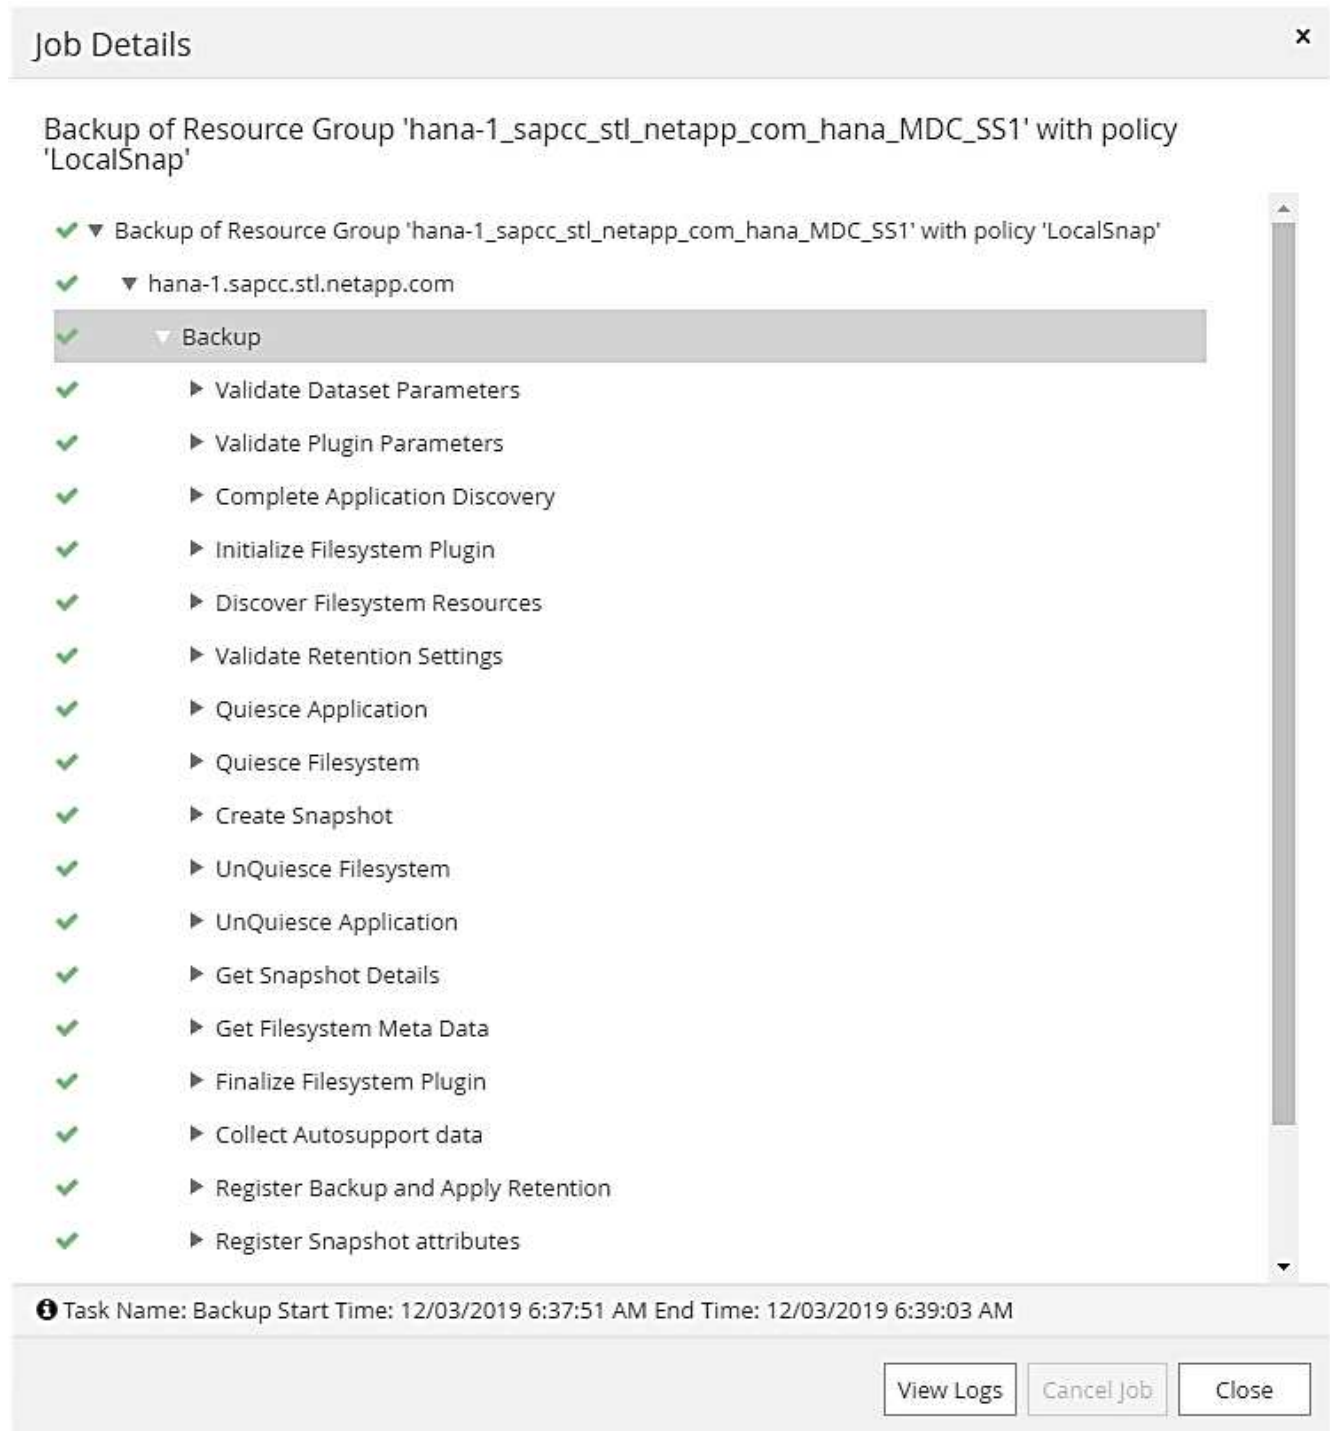 Job Details
x
Backup of Resource Group 'hana-1_sapcc_stl_netapp_com_hana_MDC_SS1' with policy
'LocalSnap'
Backup of Resource Group 'hana-1_sapcc_stl_netapp_com_hana_MDC_SS1' with policy 'LocalSnap'
hana-1.sapcc.stl.netapp.com
Backup
Validate Dataset Parameters
Validate Plugin Parameters
Complete Application Discovery
Initialize Filesystem Plugin
Discover Filesystem Resources
Validate Retention Settings
Quiesce Application
Quiesce Filesystem
Create Snapshot
UnQuiesce Filesystem
UnQuiesce Application
Get Snapshot Details
Get Filesystem Meta Data
Finalize Filesystem Plugin
Collect Autosupport data
Register Backup and Apply Retention
Register Snapshot attributes
Task Name: Backup Start Time: 12/03/2019 6:37:51 AM End Time: 12/03/2019 6:39:03 AM
View Logs Cancel Job Close